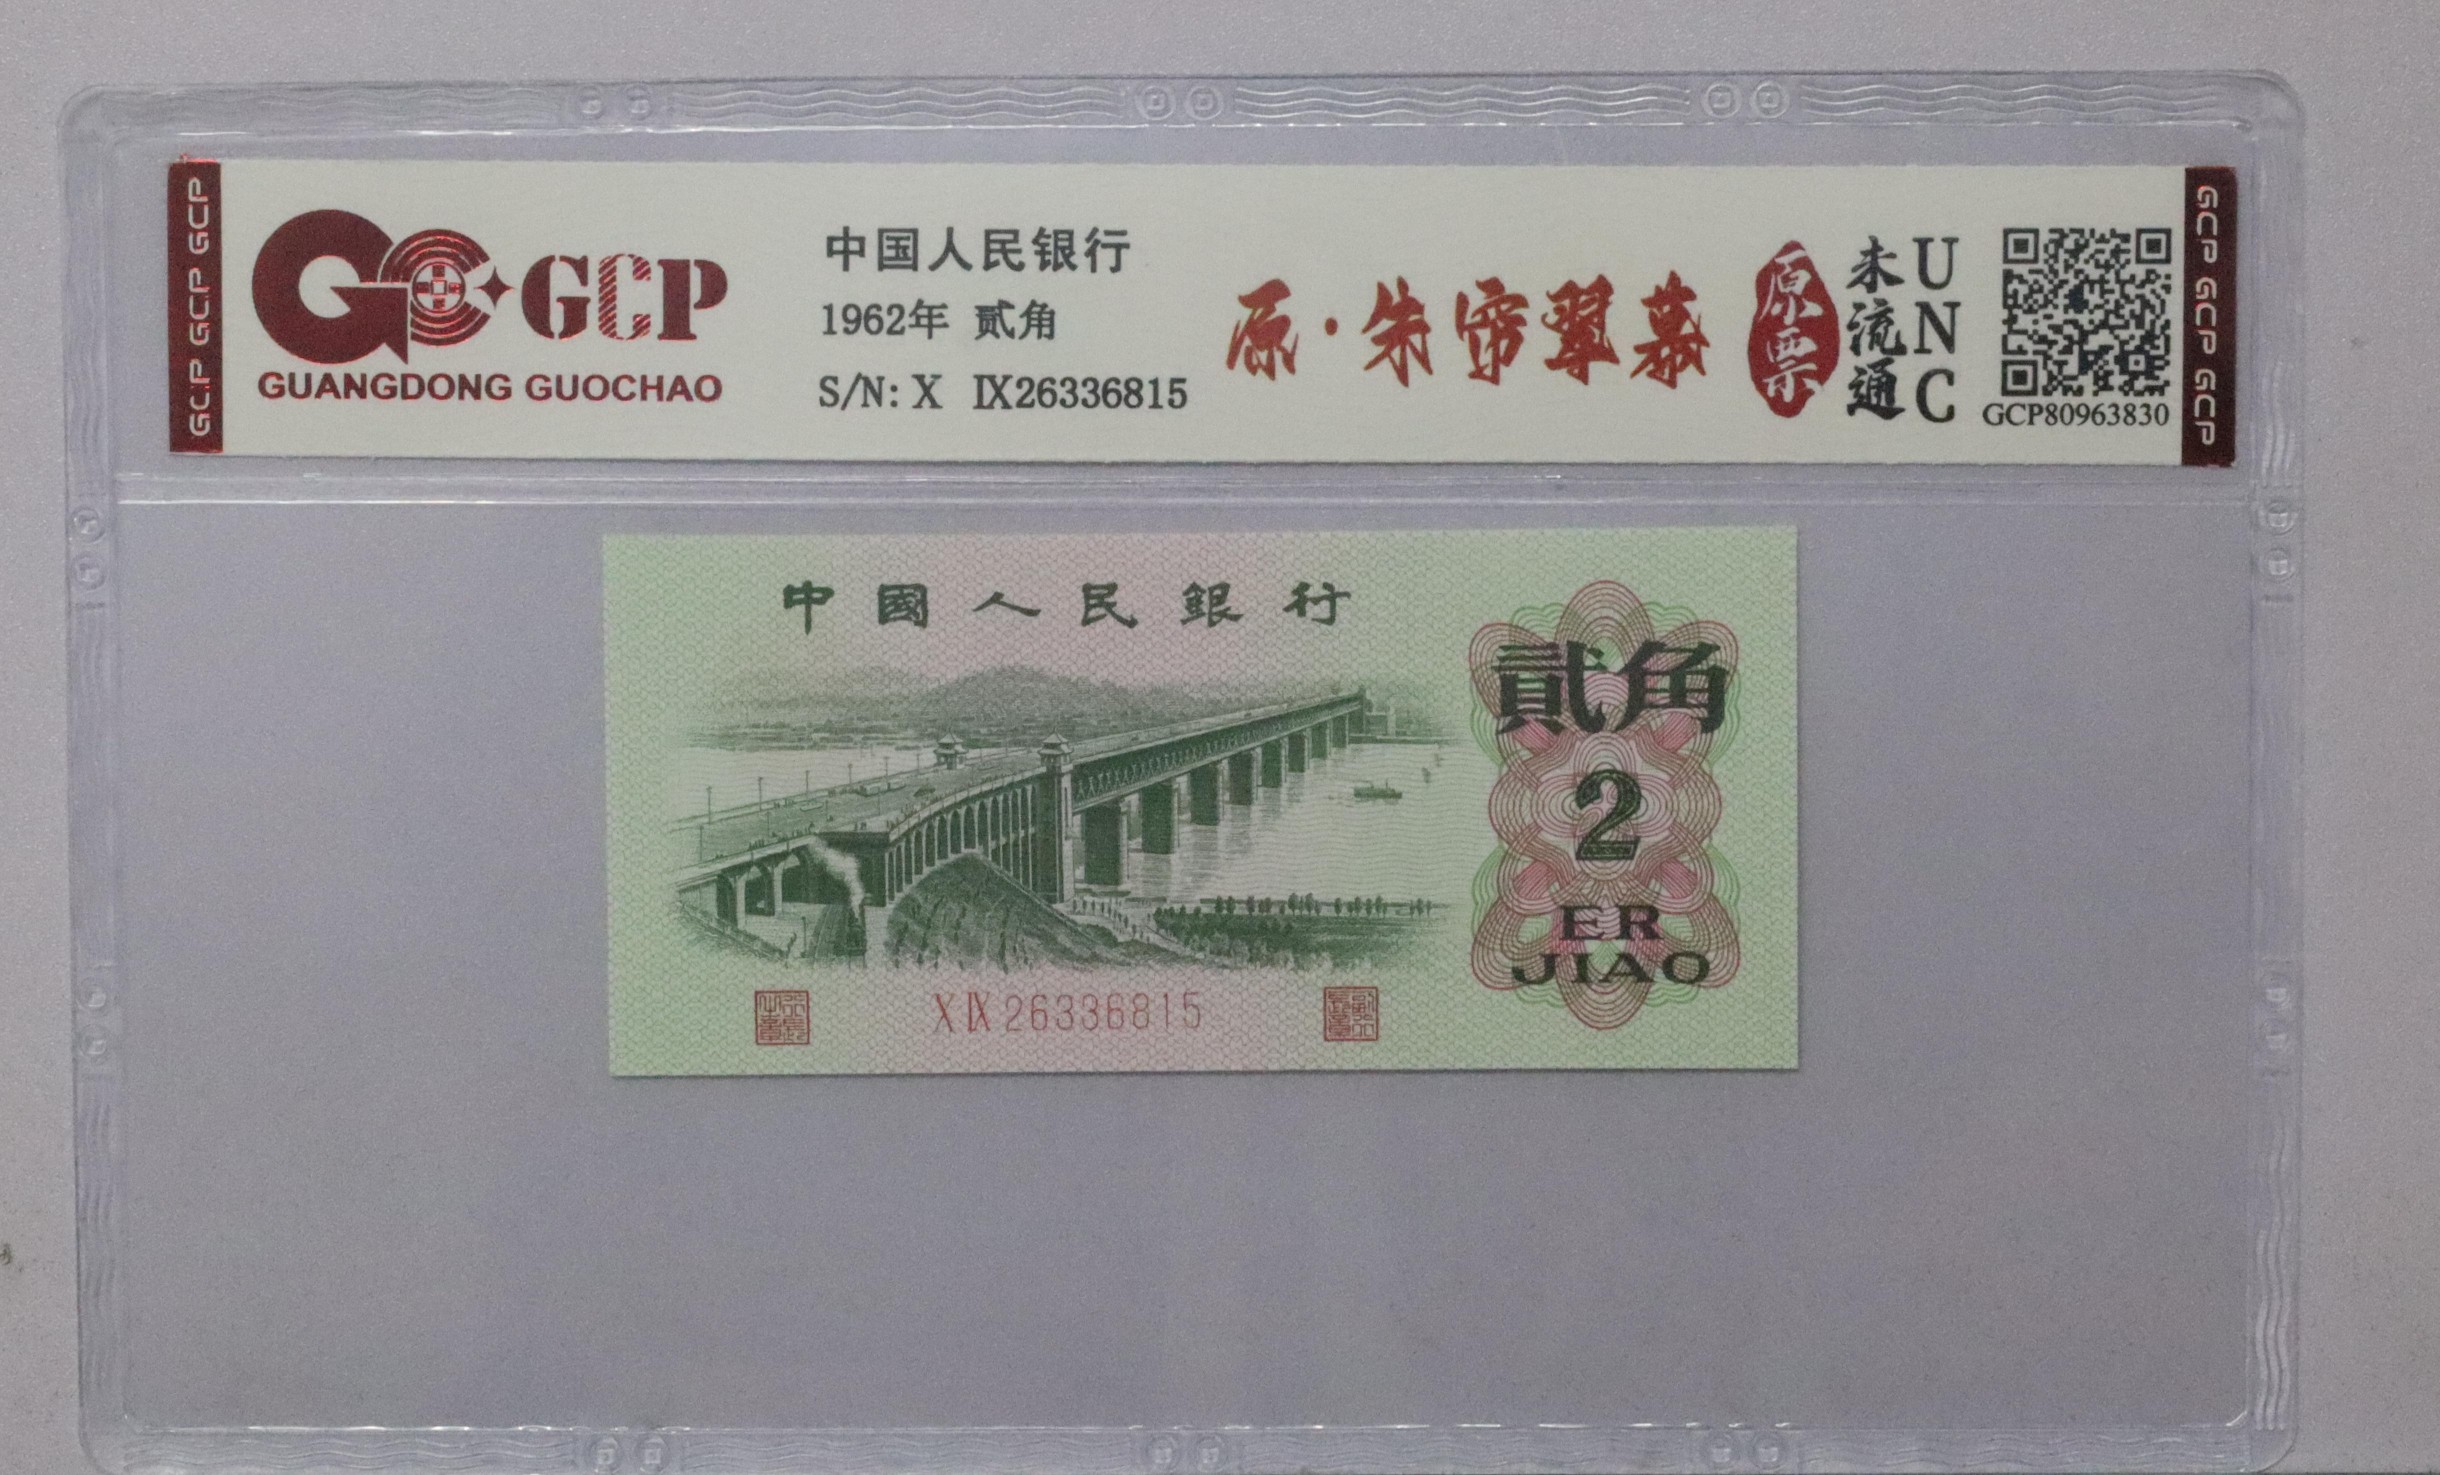 GCP GCP GCP
GCP
GUANGDONG GUOCHAO
中国人民银行
1962年 贰角
S/N: X Ⅸ26336815
原·朱帘翠幕
原票
未流通
UNC
GCP80963830
GCP GCP GCP
中國人民銀行
貳角
2
ER
JIAO
X Ⅸ 26336815